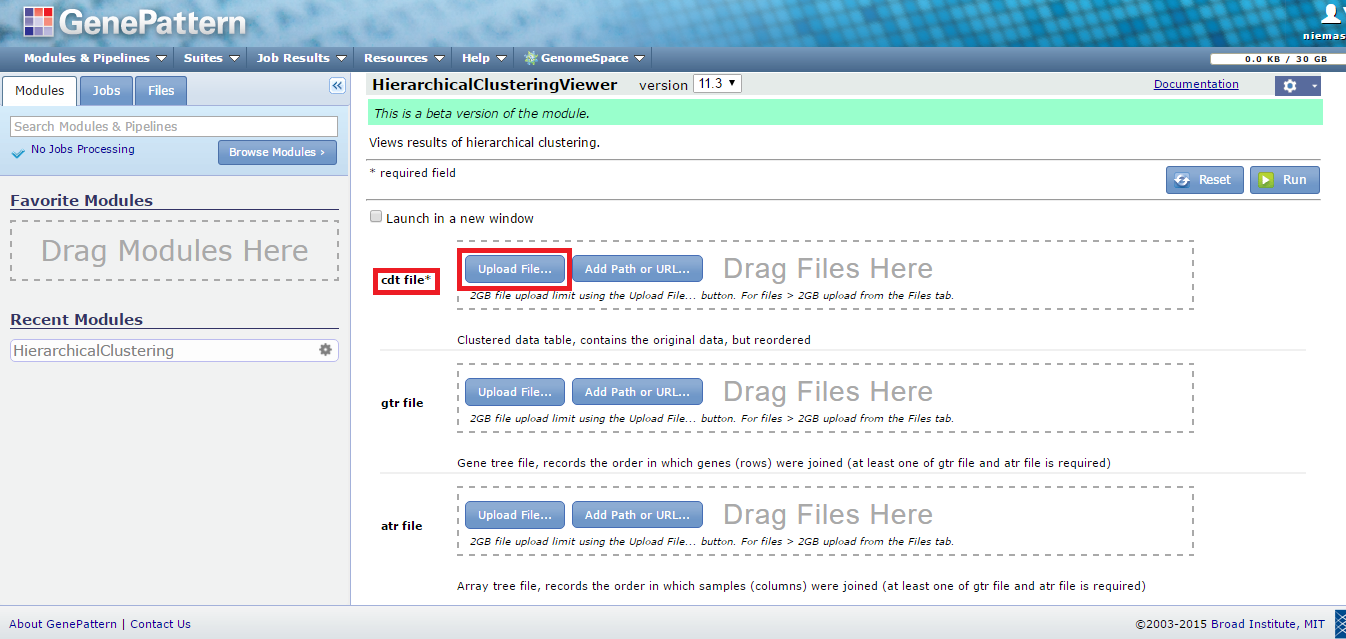 GenePattern
niemas
Modules & Pipelines Suites Job Results Resources Help GenomeSpace
0.0 KB / 30 GB
Modules Jobs Files
«
Search Modules & Pipelines
No Jobs Processing
Browse Modules ›
Favorite Modules
Drag Modules Here
Recent Modules
HierarchicalClustering
HierarchicalClusteringViewer version 11.3
Documentation
This is a beta version of the module.
Views results of hierarchical clustering.
* required field
Reset Run
Launch in a new window
cdt file*
Upload File... Add Path or URL... Drag Files Here
2GB file upload limit using the Upload File... button. For files > 2GB upload from the Files tab.
Clustered data table, contains the original data, but reordered
gtr file
Upload File... Add Path or URL... Drag Files Here
2GB file upload limit using the Upload File... button. For files > 2GB upload from the Files tab.
Gene tree file, records the order in which genes (rows) were joined (at least one of gtr file and atr file is required)
atr file
Upload File... Add Path or URL... Drag Files Here
2GB file upload limit using the Upload File... button. For files > 2GB upload from the Files tab.
Array tree file, records the order in which samples (columns) were joined (at least one of gtr file and atr file is required)
About GenePattern | Contact Us
©2003-2015 Broad Institute, MIT